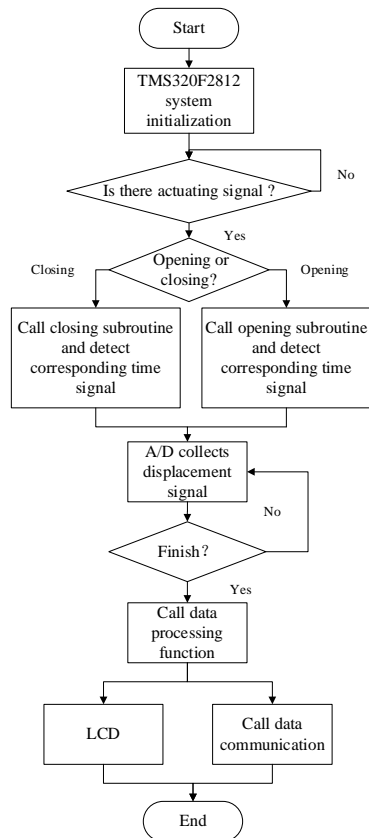 Start
TMS320F2812
system
initialization
No
Is there actuating signal ?
Yes
Closing
Opening or
closing?
Opening
Call closing subroutine
and detect
corresponding time
signal
Call opening subroutine
and detect
corresponding time
signal
A/D collects
displacement
signal
No
Finish?
Yes
Call data
processing
function
LCD
Call data
communication
End